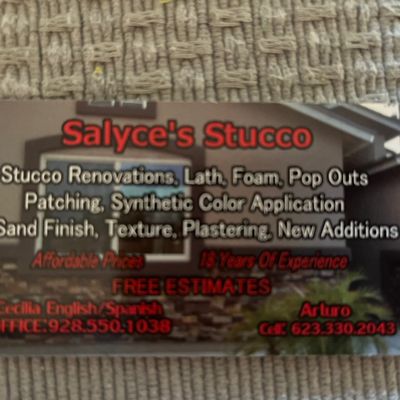 Salyce's Stucco
Stucco Renovations, Lath, Foam, Pop Outs
Patching, Synthetic Color Application
Sand Finish, Texture, Plastering, New Additions
Affordable Prices 18 Years Of Experience
FREE ESTIMATES
Cecilia English/Spanish Arturo
OFFICE:928.550.1038 Cell: 623.330.2043